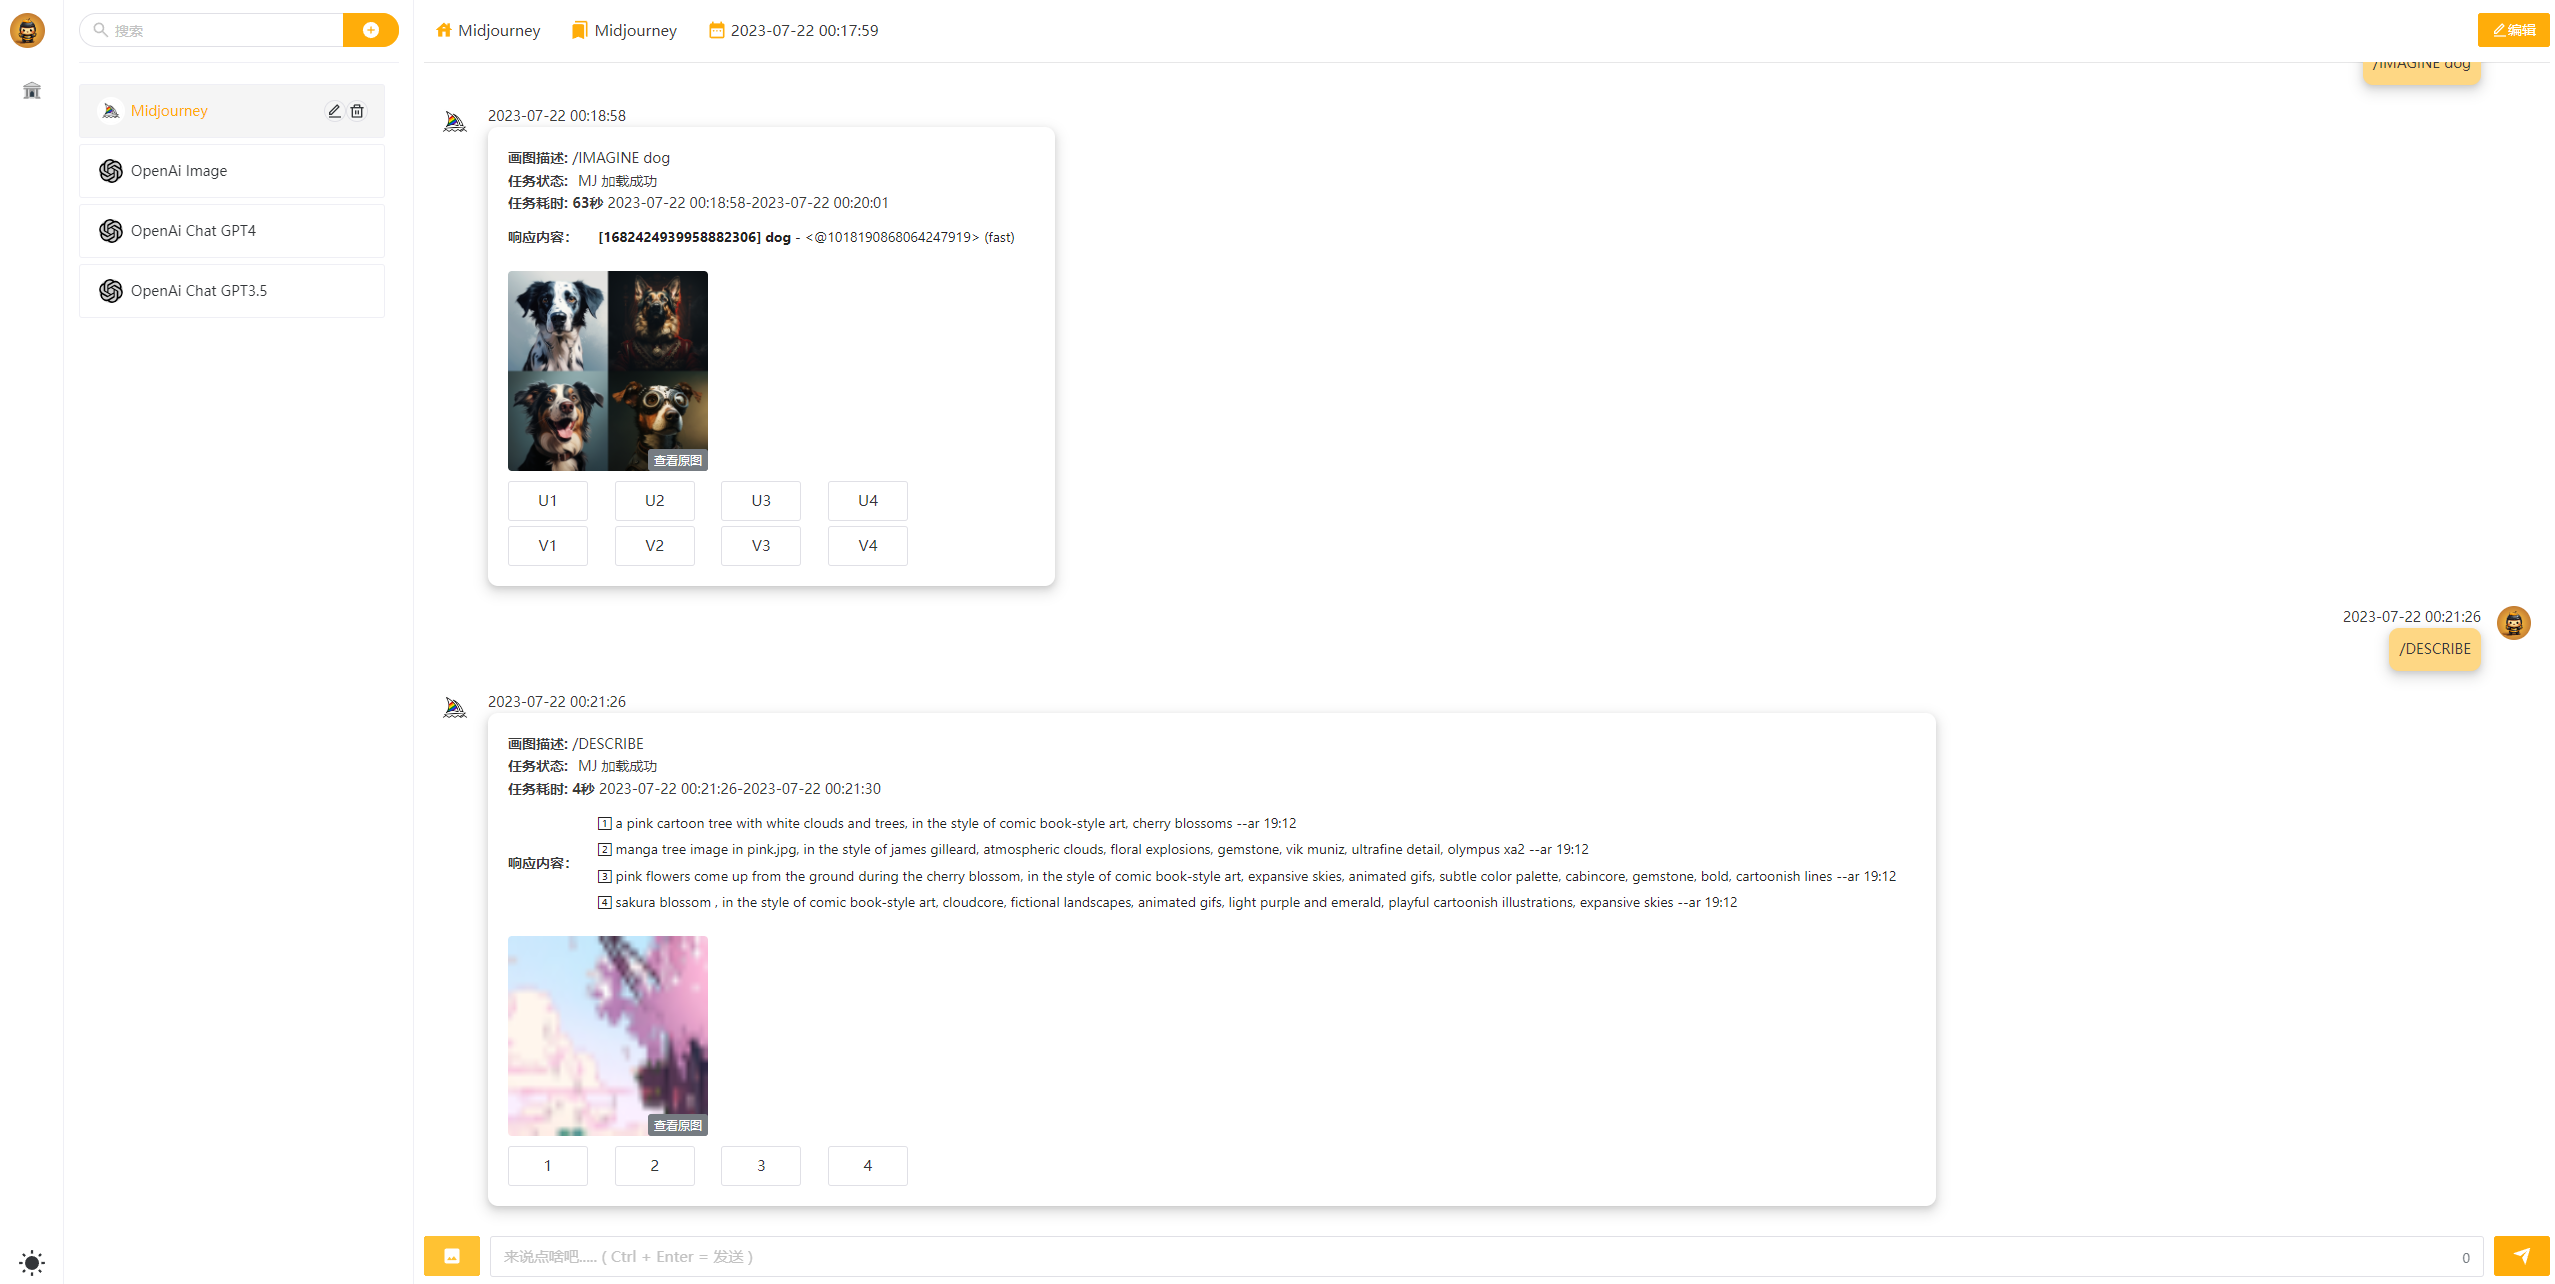 搜索
Midjourney
OpenAi Image
OpenAi Chat GPT4
OpenAi Chat GPT3.5
Midjourney Midjourney 2023-07-22 00:17:59
编辑
/IMAGINE dog
2023-07-22 00:18:58
画图描述: /IMAGINE dog
任务状态: MJ 加载成功
任务耗时: 63秒 2023-07-22 00:18:58-2023-07-22 00:20:01
响应内容: [1682424939958882306] dog - <@1018190868064247919> (fast)
查看原图
U1 U2 U3 U4
V1 V2 V3 V4
2023-07-22 00:21:26
/DESCRIBE
2023-07-22 00:21:26
画图描述: /DESCRIBE
任务状态: MJ 加载成功
任务耗时: 4秒 2023-07-22 00:21:26-2023-07-22 00:21:30
响应内容:
1 a pink cartoon tree with white clouds and trees, in the style of comic book-style art, cherry blossoms --ar 19:12
2 manga tree image in pink.jpg, in the style of james gilleard, atmospheric clouds, floral explosions, gemstone, vik muniz, ultrafine detail, olympus xa2 --ar 19:12
3 pink flowers come up from the ground during the cherry blossom, in the style of comic book-style art, expansive skies, animated gifs, subtle color palette, cabincore, gemstone, bold, cartoonish lines --ar 19:12
4 sakura blossom , in the style of comic book-style art, cloudcore, fictional landscapes, animated gifs, light purple and emerald, playful cartoonish illustrations, expansive skies --ar 19:12
查看原图
1 2 3 4
来说点啥吧..... ( Ctrl + Enter = 发送 )
0